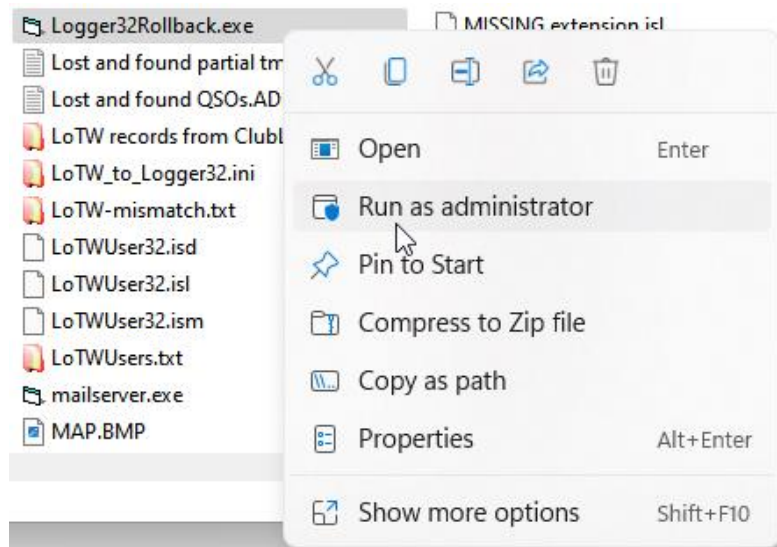 Logger32Rollback.exe
MISSING extension.isl
Lost and found partial tm
Lost and found QSOs.AD
LoTW records from ClubL
LoTW_to_Logger32.ini
LoTW-mismatch.txt
LoTWUser32.isd
LoTWUser32.isl
LoTWUser32.ism
LoTWUsers.txt
mailserver.exe
MAP.BMP
Open Enter
Run as administrator
Pin to Start
Compress to Zip file
Copy as path
Properties Alt+Enter
Show more options Shift+F10